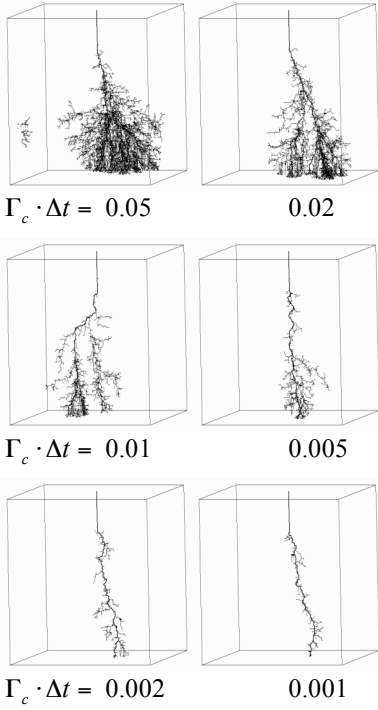 Γc · Δt = 0.05 0.02
Γc · Δt = 0.01 0.005
Γc · Δt = 0.002 0.001